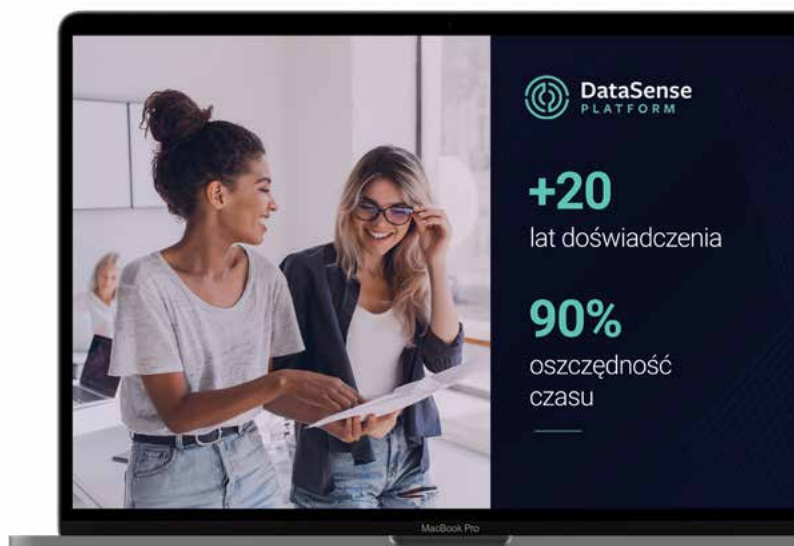 DataSense
PLATFORM
+20
lat doświadczenia
90%
oszczędność
czasu
MacBook Pro